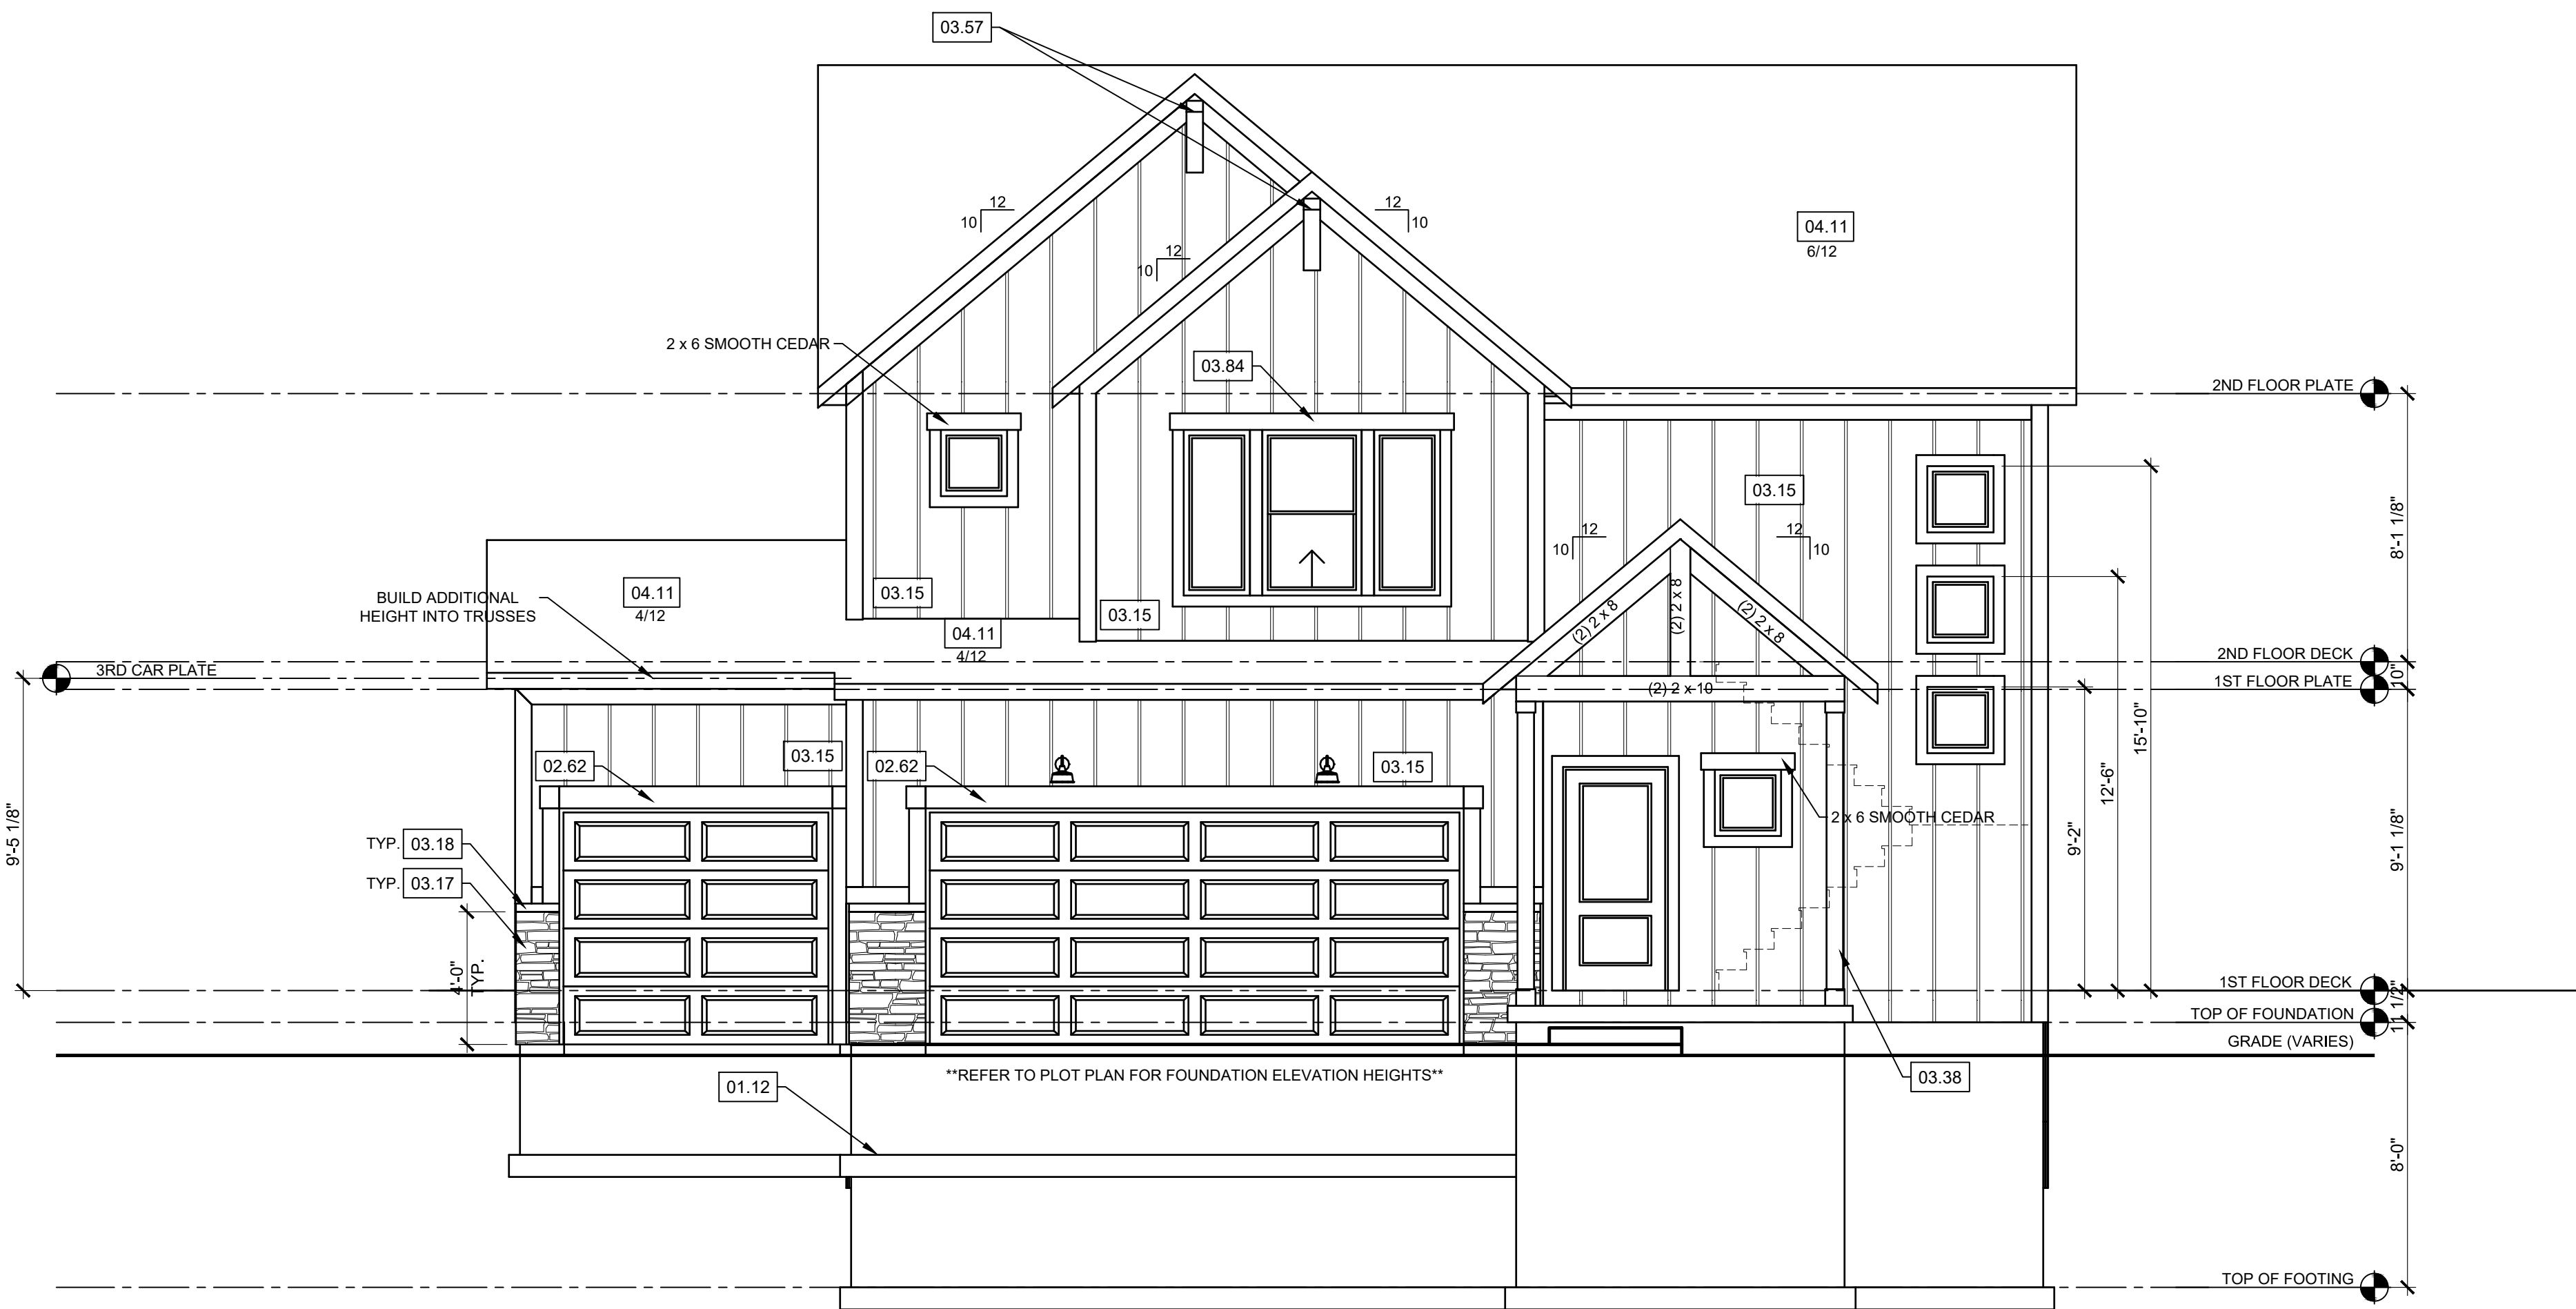 03.57
12
10
12
10
12
10
04.11
6/12
2 x 6 SMOOTH CEDAR
03.84
2ND FLOOR PLATE
03.15
12
10
12
10
8'-1 1/8"
BUILD ADDITIONAL
HEIGHT INTO TRUSSES
04.11
4/12
03.15
03.15
04.11
4/12
(2) 2 x 8
(2) 2 x 8
(2) 2 x 8
3RD CAR PLATE
2ND FLOOR DECK
10"
1ST FLOOR PLATE
(2) 2 x 10
15'-10"
12'-6"
9'-2"
9'-1 1/8"
9'-5 1/8"
02.62
03.15
02.62
03.15
2 x 6 SMOOTH CEDAR
TYP. 03.18
TYP. 03.17
4'-0"
TYP.
1ST FLOOR DECK
11 1/2"
TOP OF FOUNDATION
GRADE (VARIES)
**REFER TO PLOT PLAN FOR FOUNDATION ELEVATION HEIGHTS**
01.12
03.38
8'-0"
TOP OF FOOTING